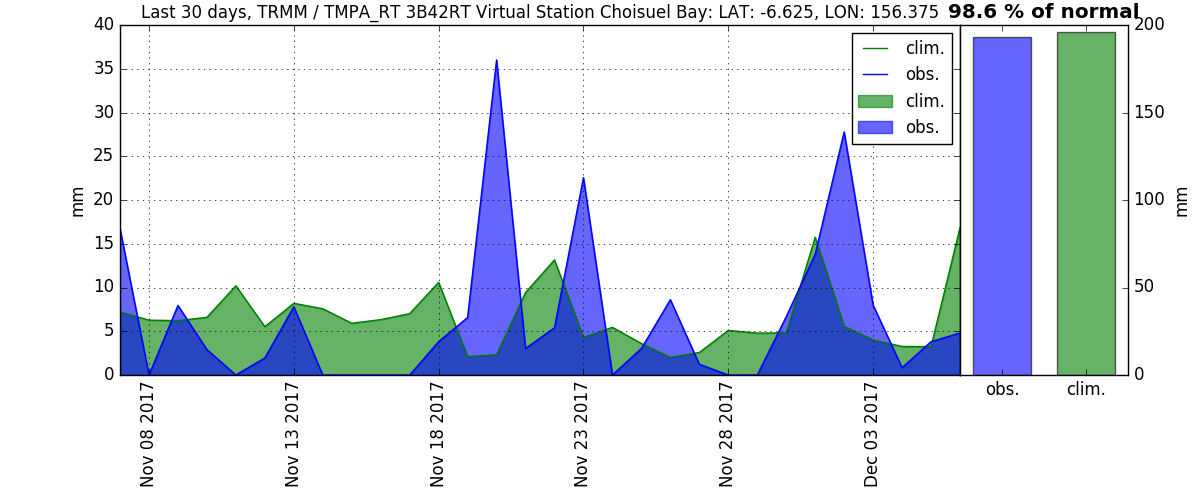 Last 30 days, TRMM / TMPA_RT 3B42RT Virtual Station Choisuel Bay: LAT: -6.625, LON: 156.375 98.6 % of normal
40
35
30
25
20
15
10
5
0
mm
clim.
obs.
clim.
obs.
200
150
100
50
0
mm
obs. clim.
Nov 08 2017
Nov 13 2017
Nov 18 2017
Nov 23 2017
Nov 28 2017
Dec 03 2017